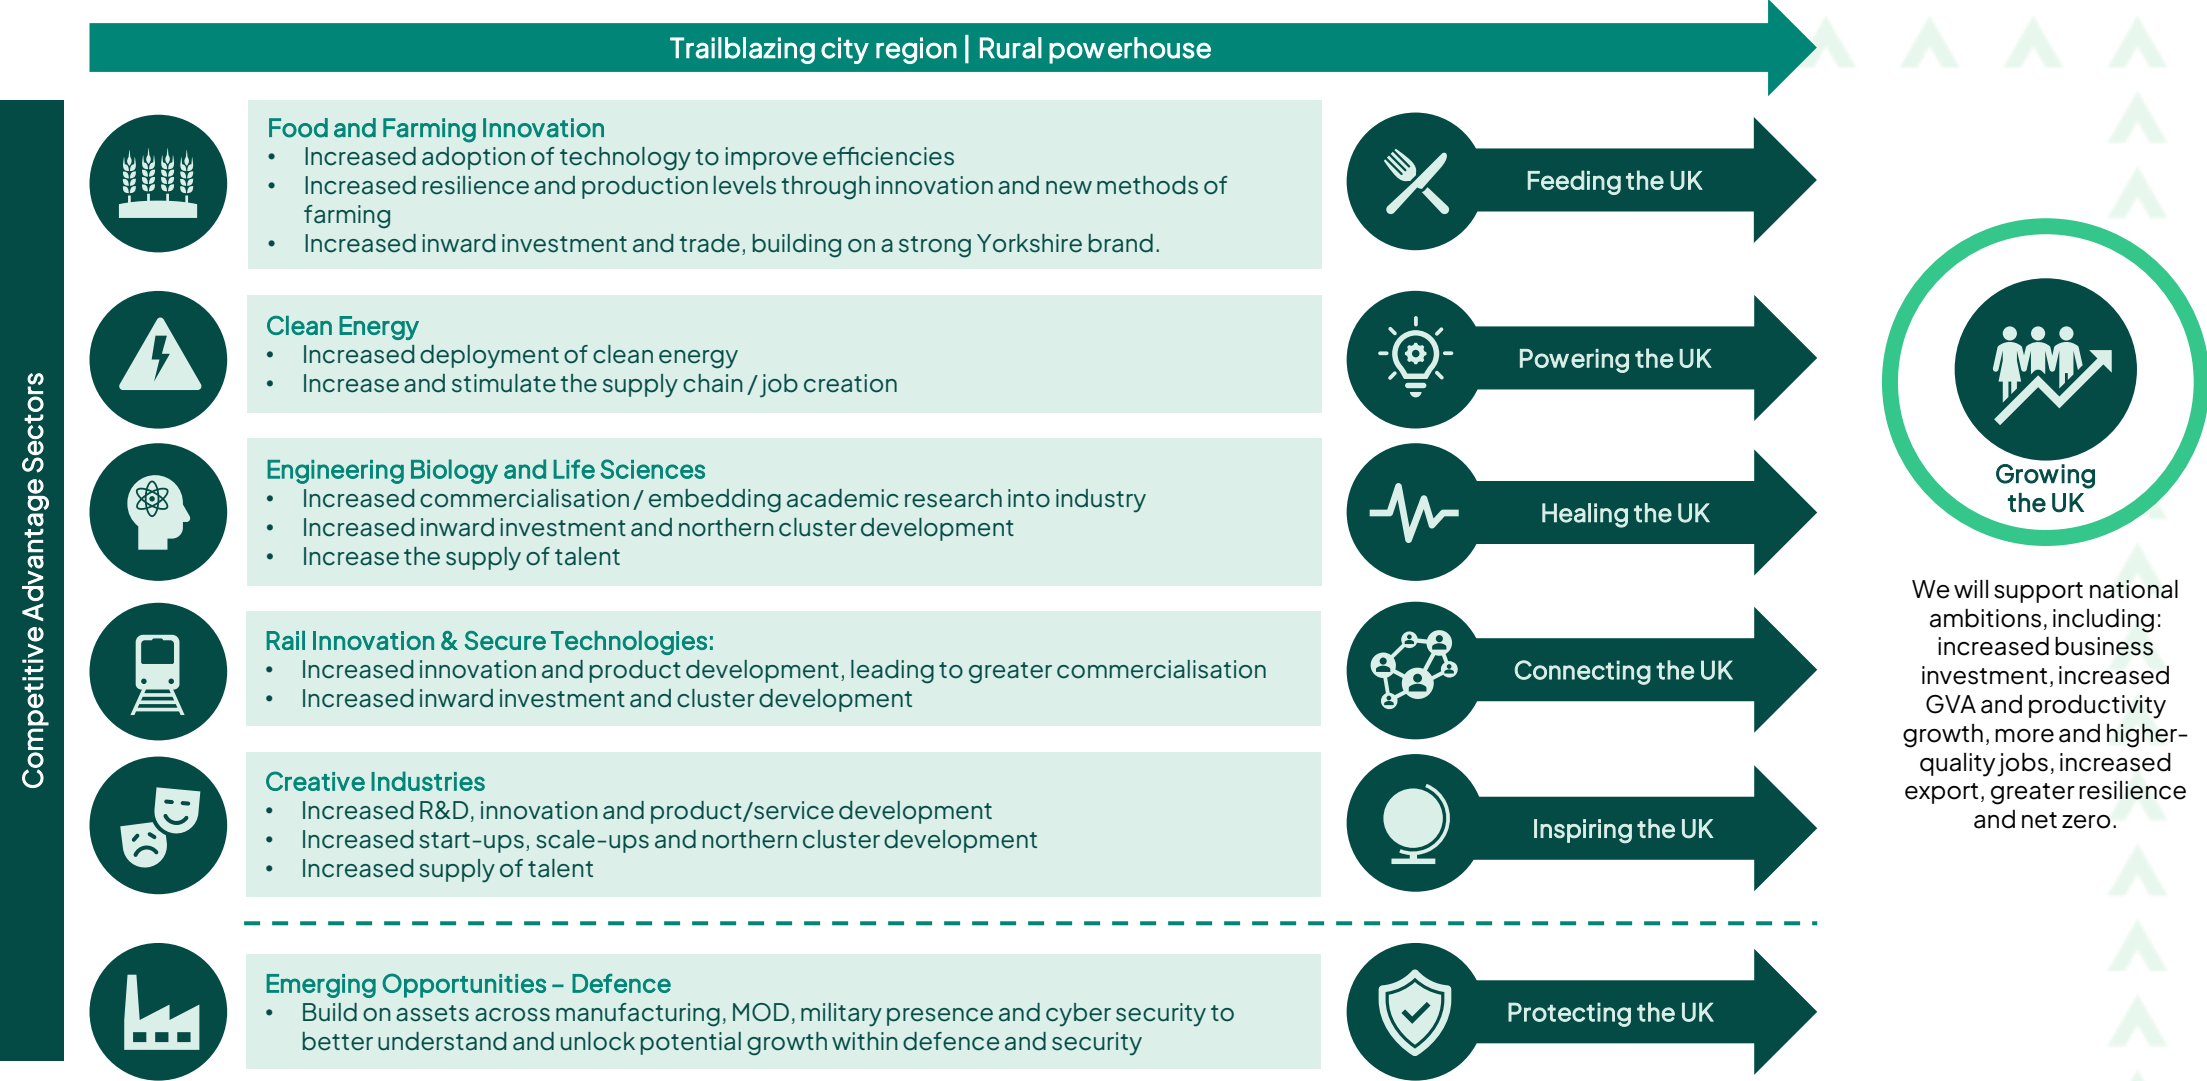 Trailblazing city region | Rural powerhouse
Competitive Advantage Sectors
Food and Farming Innovation
• Increased adoption of technology to improve efficiencies
• Increased resilience and production levels through innovation and new methods of
farming
• Increased inward investment and trade, building on a strong Yorkshire brand.
Feeding the UK
Clean Energy
• Increased deployment of clean energy
• Increase and stimulate the supply chain / job creation
Powering the UK
Engineering Biology and Life Sciences
• Increased commercialisation / embedding academic research into industry
• Increased inward investment and northern cluster development
• Increase the supply of talent
Healing the UK
Rail Innovation & Secure Technologies:
• Increased innovation and product development, leading to greater commercialisation
• Increased inward investment and cluster development
Connecting the UK
Creative Industries
• Increased R&D, innovation and product/service development
• Increased start-ups, scale-ups and northern cluster development
• Increased supply of talent
Inspiring the UK
Emerging Opportunities – Defence
• Build on assets across manufacturing, MOD, military presence and cyber security to
better understand and unlock potential growth within defence and security
Protecting the UK
Growing
the UK
We will support national
ambitions, including:
increased business
investment, increased
GVA and productivity
growth, more and higher-
quality jobs, increased
export, greater resilience
and net zero.